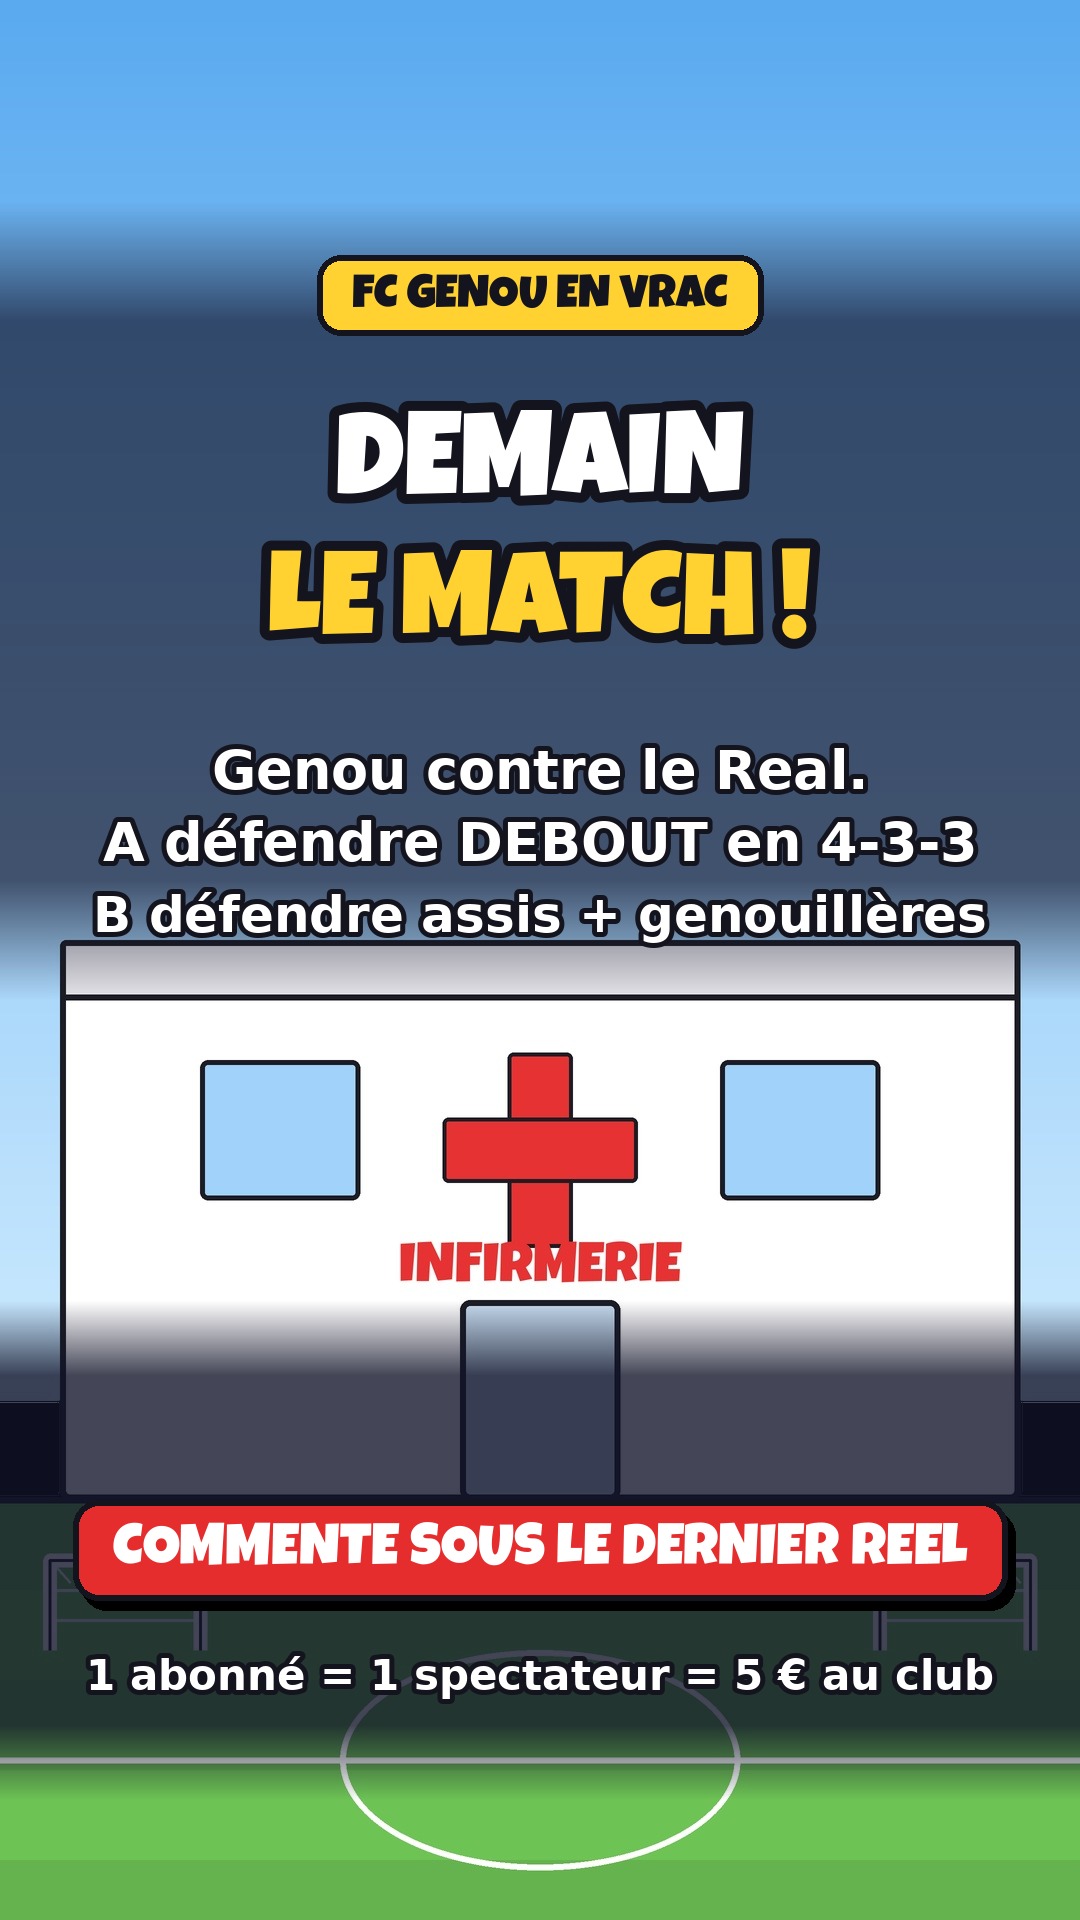 FC GENOU EN VRAC
DEMAIN
LE MATCH !
Genou contre le Real.
A défendre DEBOUT en 4-3-3
B défendre assis + genouillères
INFIRMERIE
COMMENTE SOUS LE DERNIER REEL
1 abonné = 1 spectateur = 5 € au club